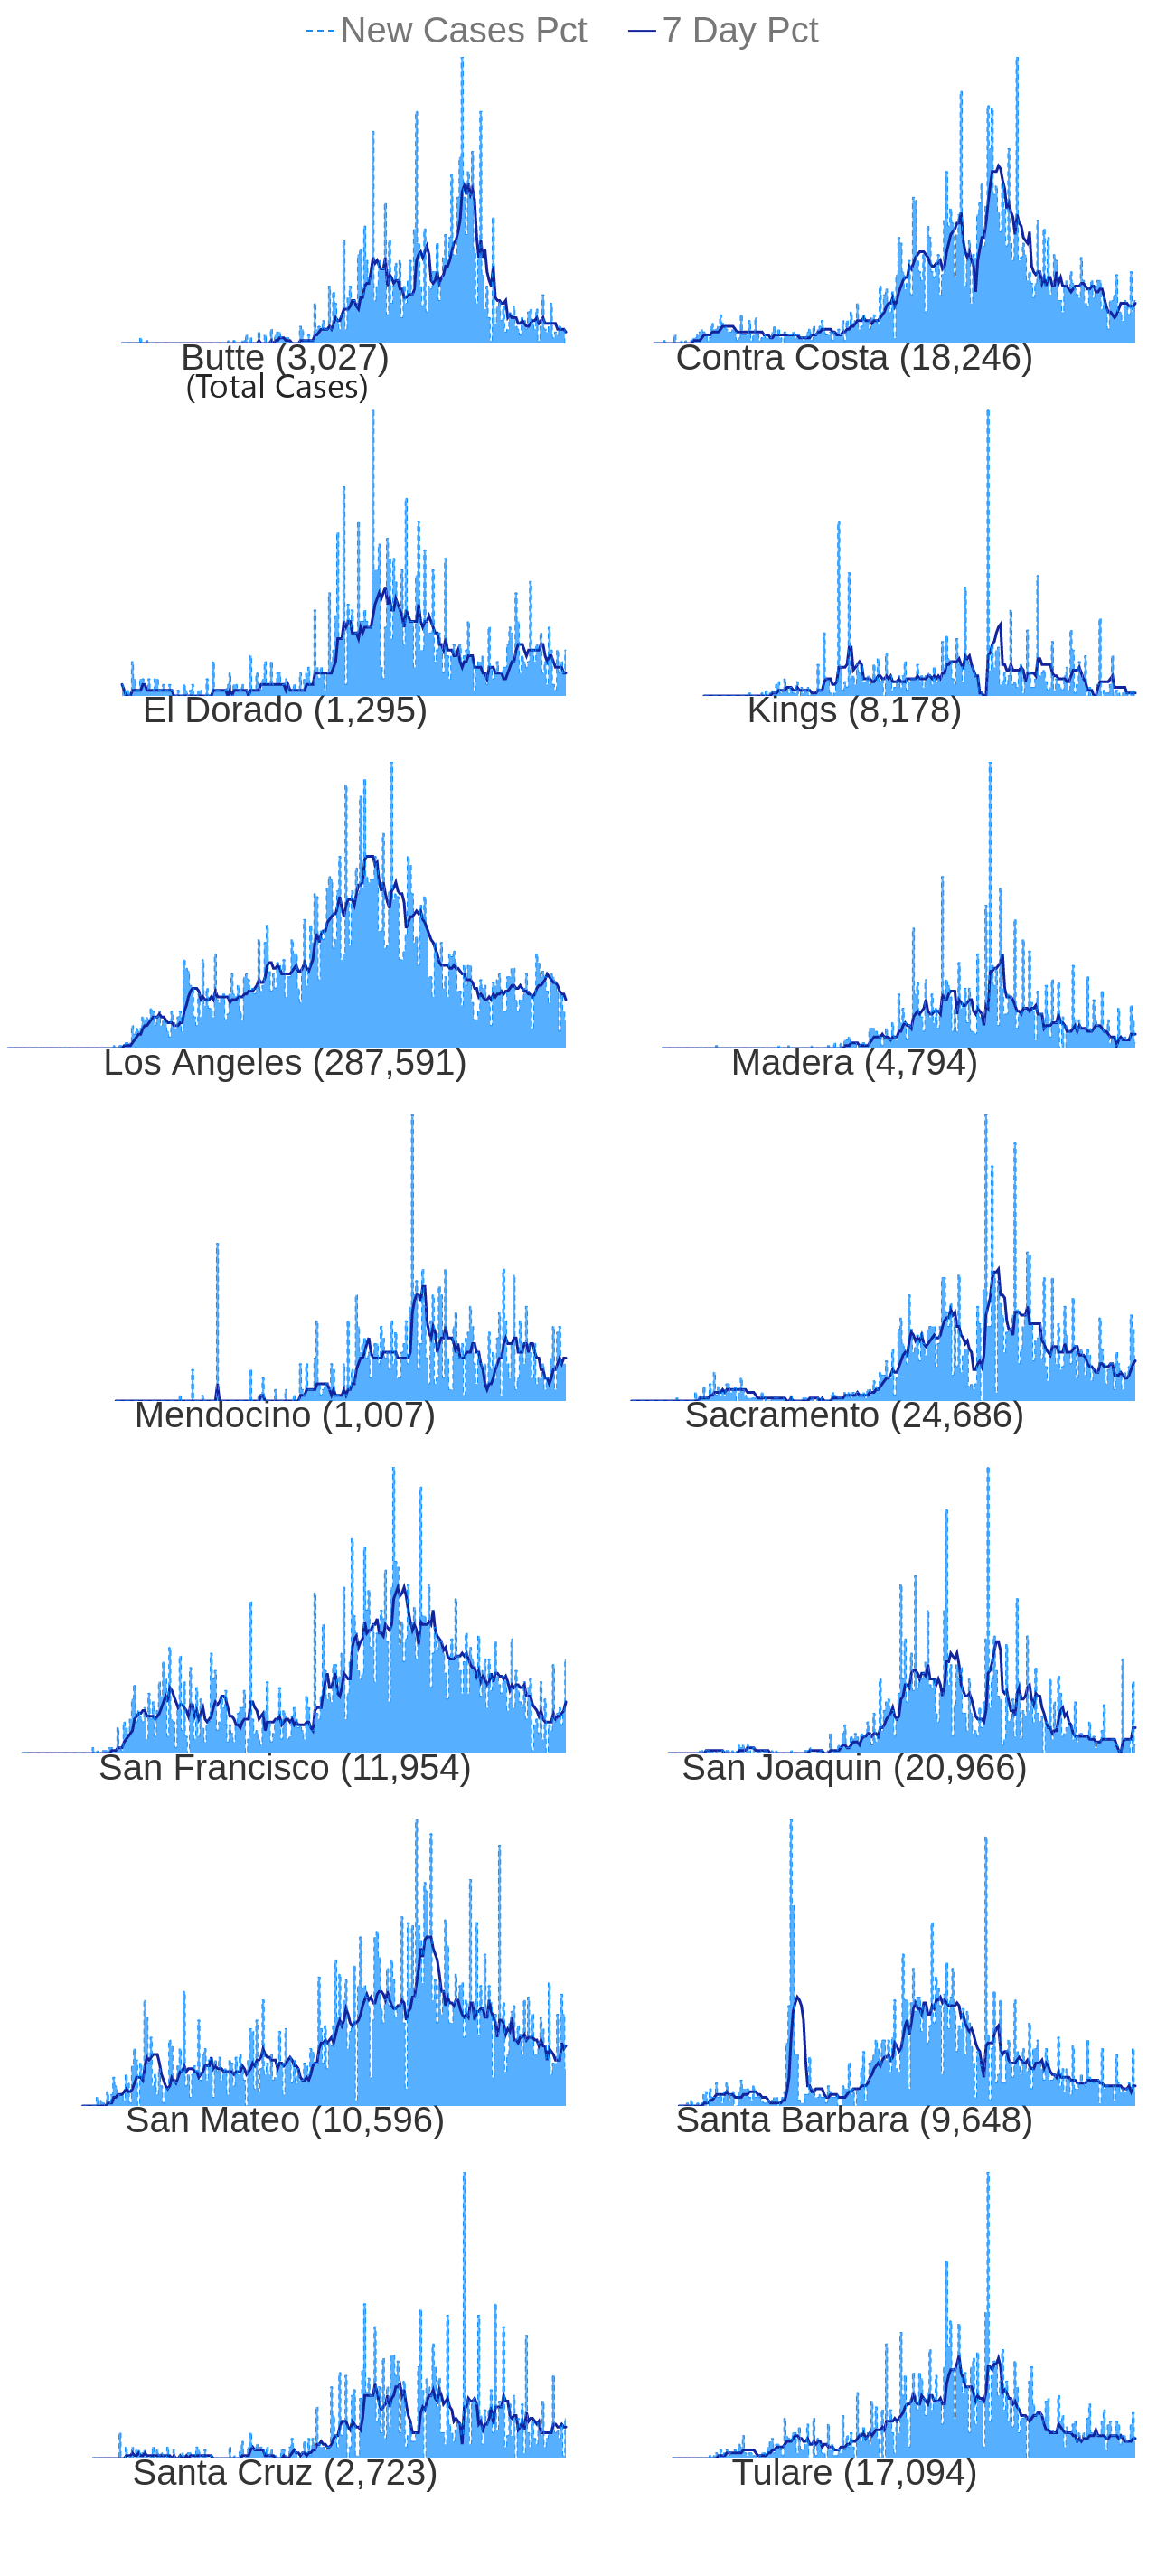 New Cases Pct 7 Day Pct
Butte (3,027) Contra Costa (18,246)
(Total Cases)
El Dorado (1,295) Kings (8,178)
Los Angeles (287,591) Madera (4,794)
Mendocino (1,007) Sacramento (24,686)
San Francisco (11,954) San Joaquin (20,966)
San Mateo (10,596) Santa Barbara (9,648)
Santa Cruz (2,723) Tulare (17,094)